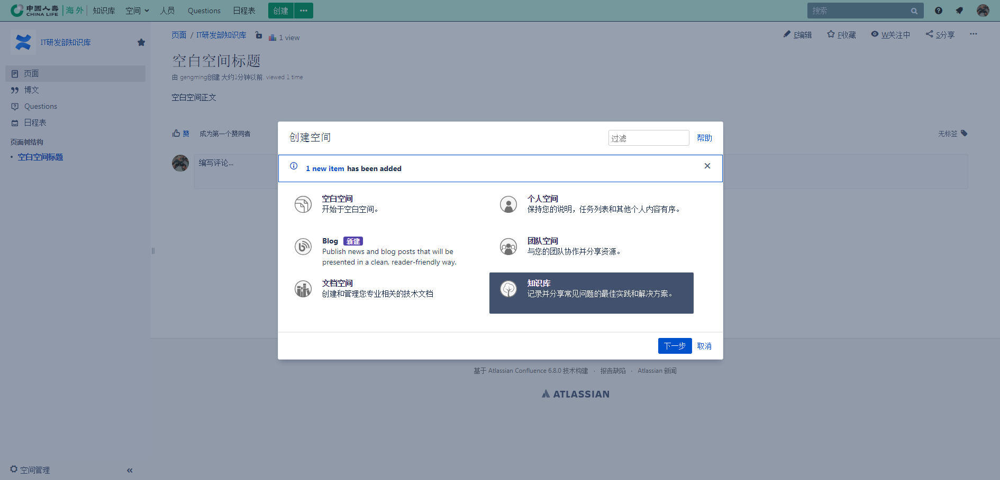 中國人壽
CHINA LIFE
海外
知识库
空间
人员
Questions
日程表
创建
搜索
IT研发部知识库
页面
博文
Questions
日程表
页面树结构
空白空间标题
空间管理
页面 / IT研发部知识库
1 view
E编辑
F收藏
W关注中
S分享
空白空间标题
由 gengming创建 大约1分钟以前. viewed 1 time
空白空间正文
赞
成为第一个赞同者
无标签
编写评论...
创建空间
过滤
帮助
1 new item has been added
空白空间
开始于空白空间。
个人空间
保持您的说明，任务列表和其他个人内容有序。
Blog 新建
Publish news and blog posts that will be
presented in a clean, reader-friendly way.
团队空间
与您的团队协作并分享资源。
文档空间
创建和管理您专业相关的技术文档
知识库
记录并分享常见问题的最佳实践和解决方案。
下一步
取消
基于 Atlassian Confluence 6.8.0 技术构建 · 报告缺陷 · Atlassian 新闻
ATLASSIAN